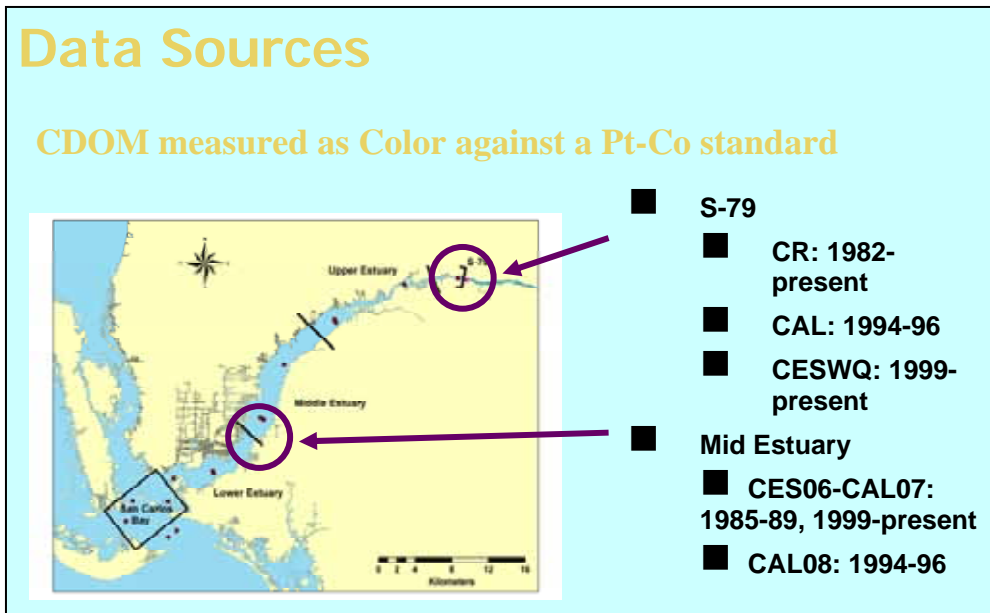 Data Sources
CDOM measured as Color against a Pt-Co standard
Upper Estuary
S-79
Middle Estuary
Lower Estuary
San Carlos
Bay
0 2 4 8 12 16
Kilometers
S-79
CR: 1982-
present
CAL: 1994-96
CESWQ: 1999-
present
Mid Estuary
CES06-CAL07:
1985-89, 1999-present
CAL08: 1994-96